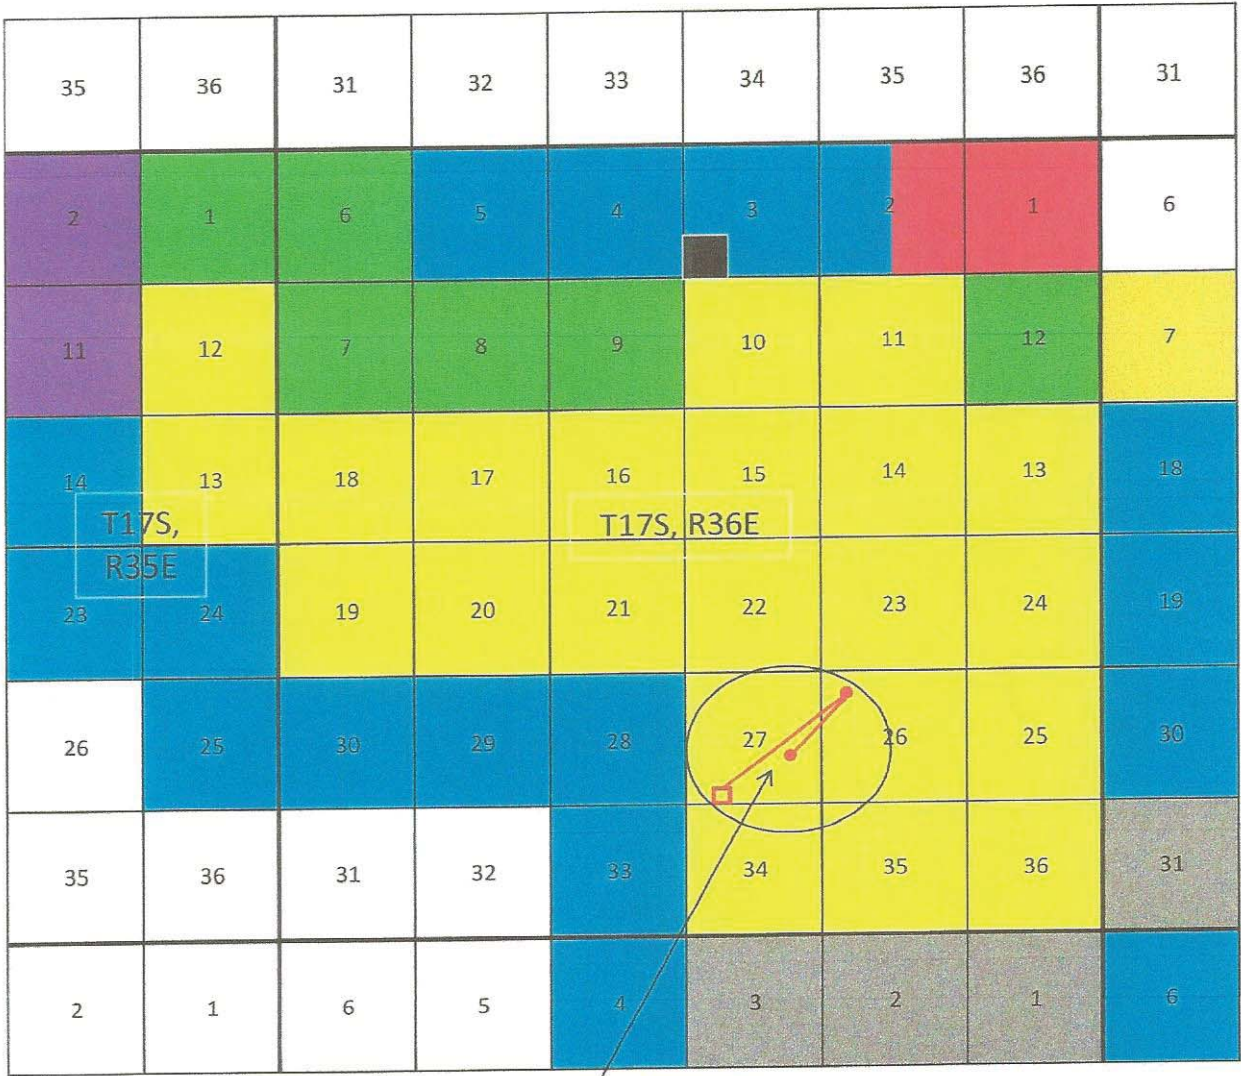 35 36 31 32 33 34 35 36 31
2 1 6 5 4 3 2 1 6
11 12 7 8 9 10 11 12 7
14 13 18 17 16 15 14 13 18
T17S,
R35E
T17S, R36E
23 24 19 20 21 22 23 24 19
26 25 30 29 28 27 26 25 30
35 36 31 32 33 34 35 36 31
2 1 6 5 4 3 2 1 6